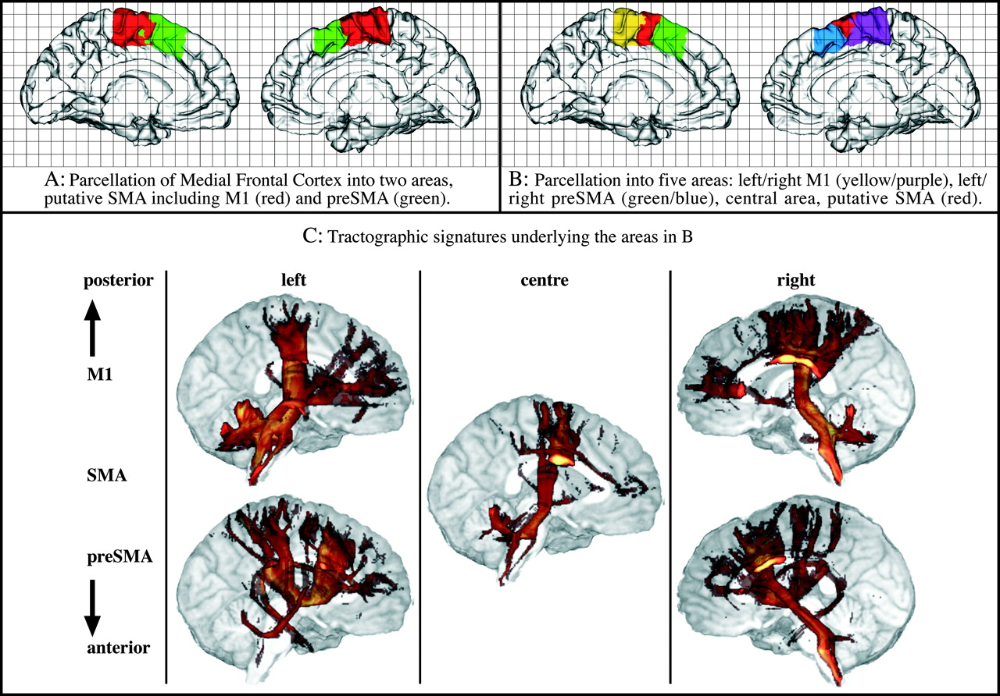 A: Parcellation of Medial Frontal Cortex into two areas,
putative SMA including M1 (red) and preSMA (green).
B: Parcellation into five areas: left/right M1 (yellow/purple), left/
right preSMA (green/blue), central area, putative SMA (red).
C: Tractographic signatures underlying the areas in B
posterior
left
centre
right
M1
SMA
preSMA
anterior